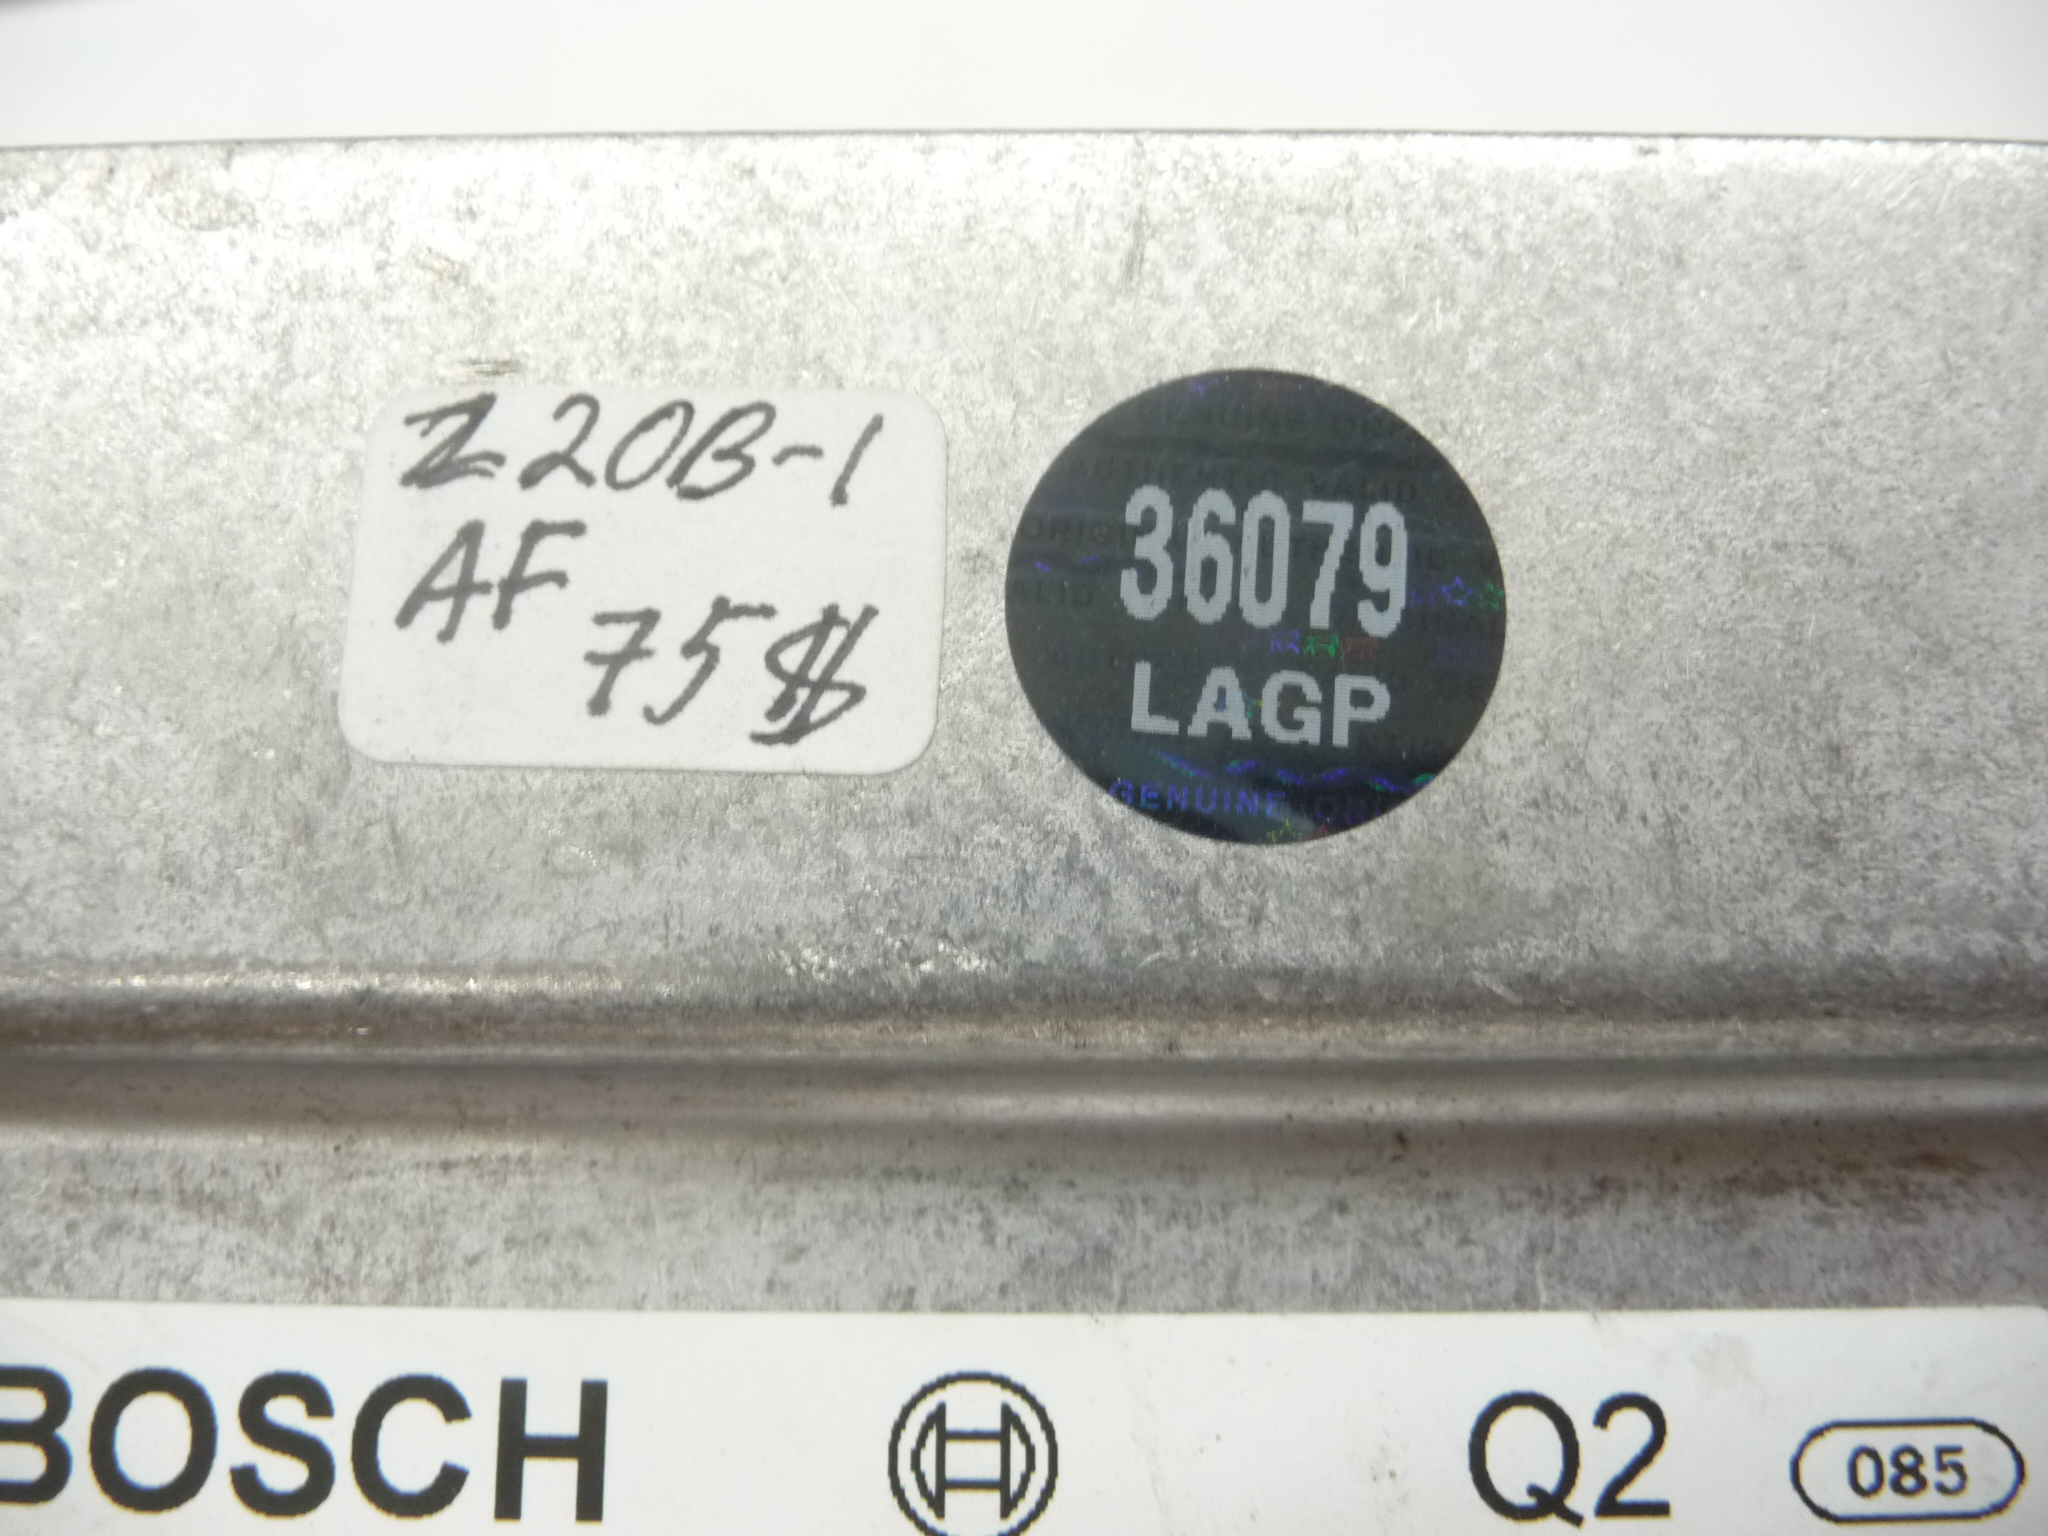 Z20B-1
AF
75$
36079
LAGP
GENUINE
BOSCH
Q2
085